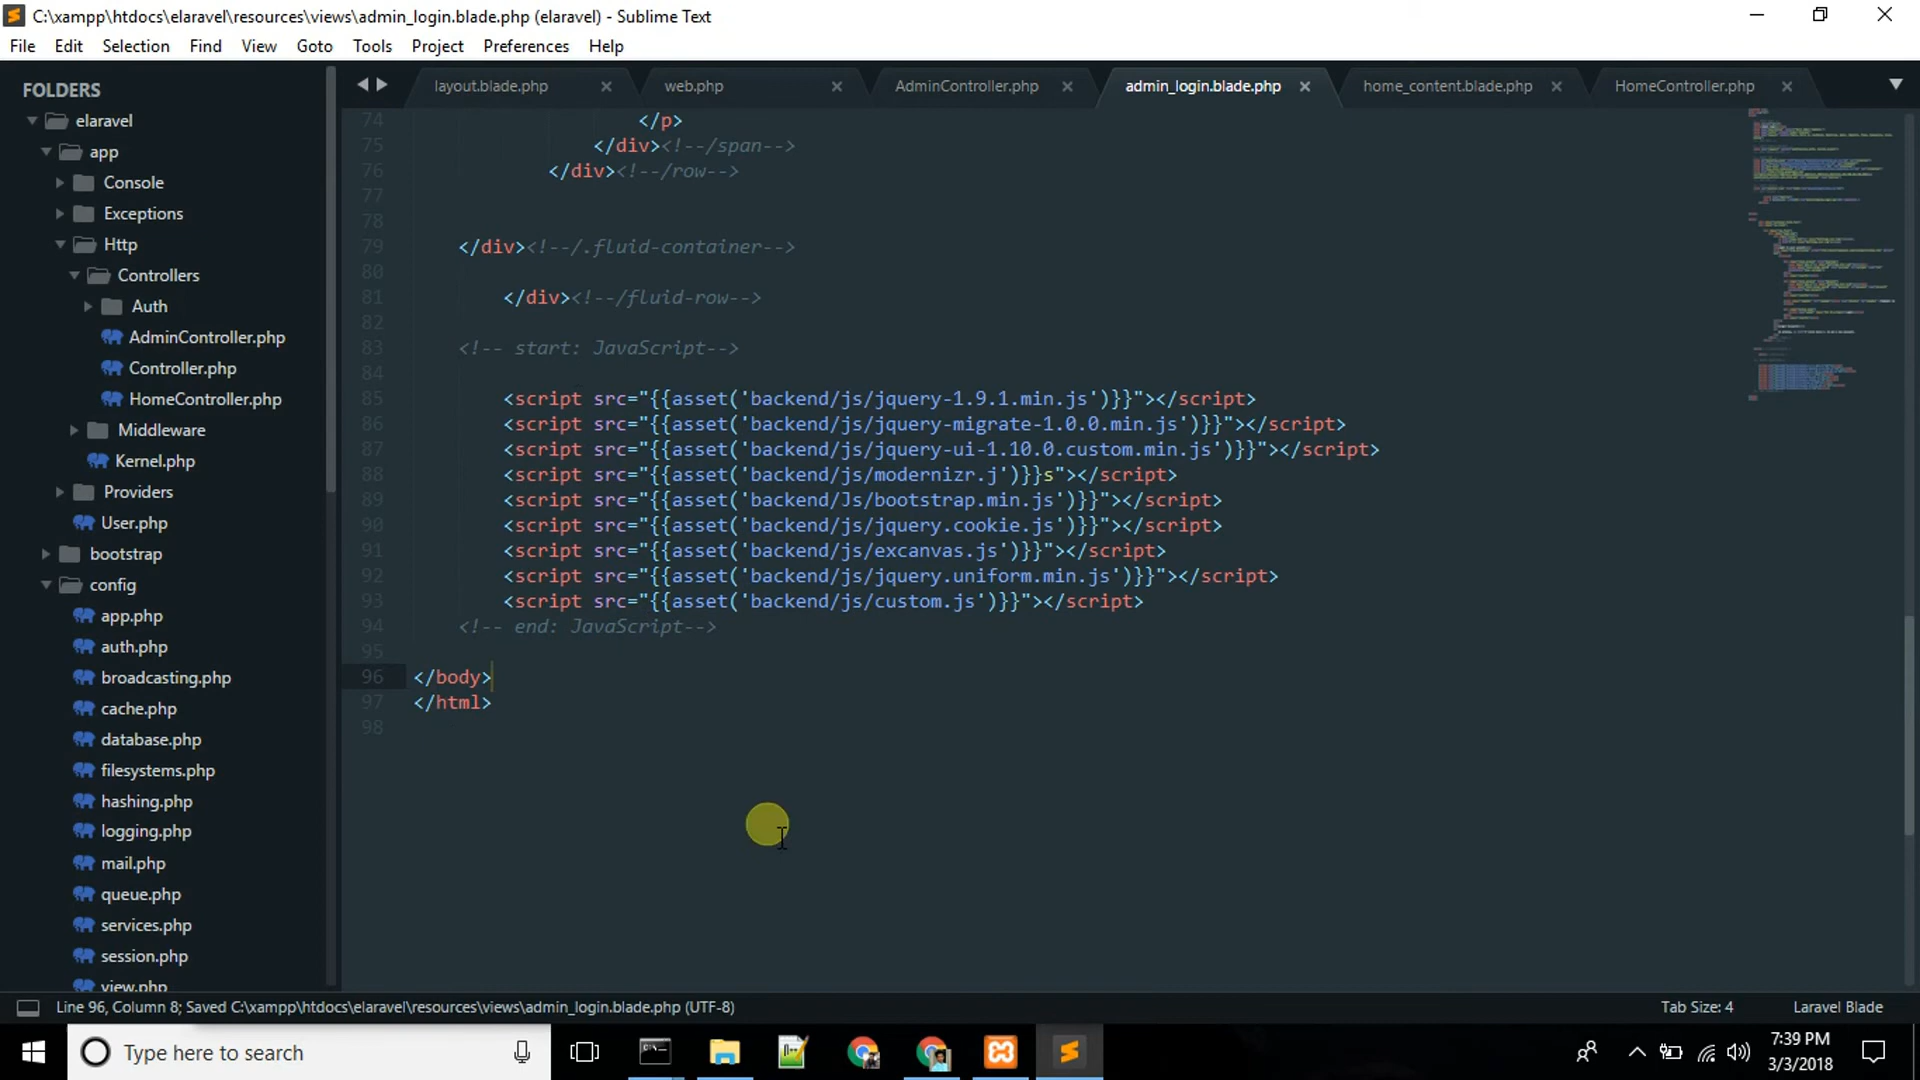 C:\xampp\htdocs\elaravel\resources\views\admin_login.blade.php (elaravel) - Sublime Text
File Edit Selection Find View Goto Tools Project Preferences Help
FOLDERS
elaravel
app
Console
Exceptions
Http
Controllers
Auth
AdminController.php
Controller.php
HomeController.php
Middleware
Kernel.php
Providers
User.php
bootstrap
config
app.php
auth.php
broadcasting.php
cache.php
database.php
filesystems.php
hashing.php
logging.php
mail.php
queue.php
services.php
session.php
view.php
layout.blade.php web.php AdminController.php admin_login.blade.php home_content.blade.php HomeController.php
74 </p>
75 </div><!--/span-->
76 </div><!--/row-->
77
78
79 </div><!--/.fluid-container-->
80
81 </div><!--/fluid-row-->
82
83 <!-- start: JavaScript-->
84
85 <script src="{{asset('backend/js/jquery-1.9.1.min.js')}}"></script>
86 <script src="{{asset('backend/js/jquery-migrate-1.0.0.min.js')}}"></script>
87 <script src="{{asset('backend/js/jquery-ui-1.10.0.custom.min.js')}}"></script>
88 <script src="{{asset('backend/js/modernizr.j')}}s"></script>
89 <script src="{{asset('backend/Js/bootstrap.min.js')}}"></script>
90 <script src="{{asset('backend/js/jquery.cookie.js')}}"></script>
91 <script src="{{asset('backend/js/excanvas.js')}}"></script>
92 <script src="{{asset('backend/js/jquery.uniform.min.js')}}"></script>
93 <script src="{{asset('backend/js/custom.js')}}"></script>
94 <!-- end: JavaScript-->
95
96 </body>
97 </html>
98
Line 96, Column 8; Saved C:\xampp\htdocs\elaravel\resources\views\admin_login.blade.php (UTF-8)
Tab Size: 4
Laravel Blade
Type here to search
7:39 PM
3/3/2018